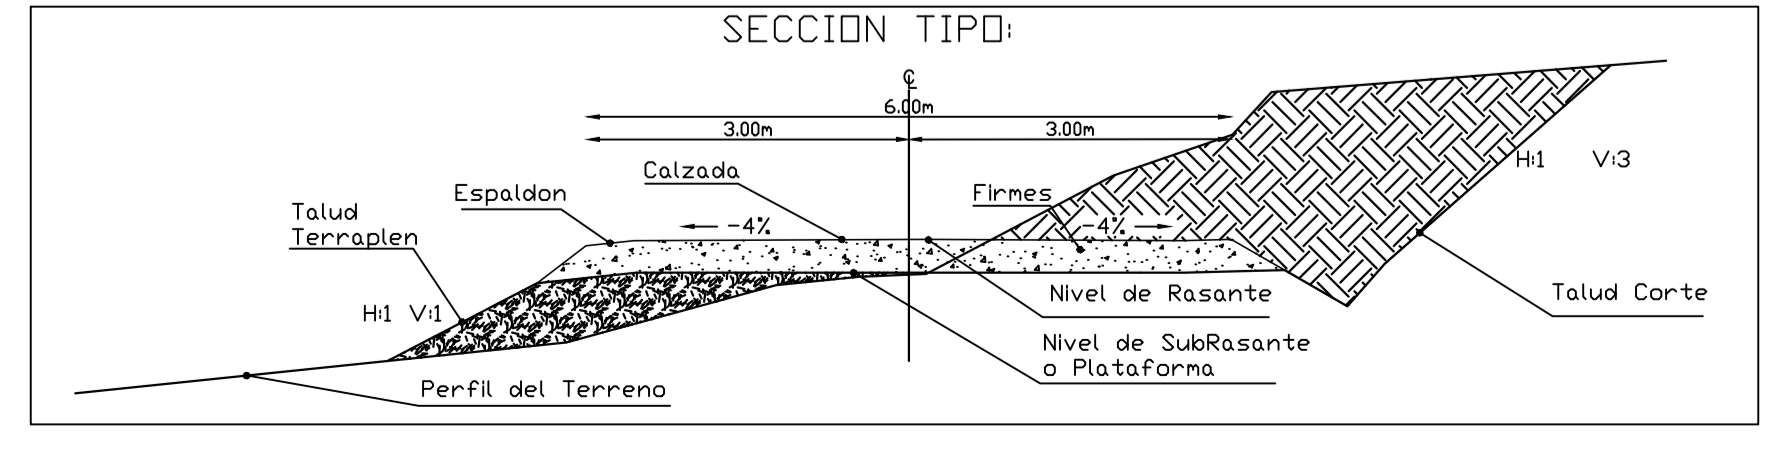 SECCION TIPO:
℄
6.00m
3.00m
3.00m
Calzada
Espaldon
Firmes
H:1 V:3
Talud
Terraplen
-4%
-4%
Nivel de Rasante
Talud Corte
H:1 V:1
Nivel de SubRasante
o Plataforma
Perfil del Terreno